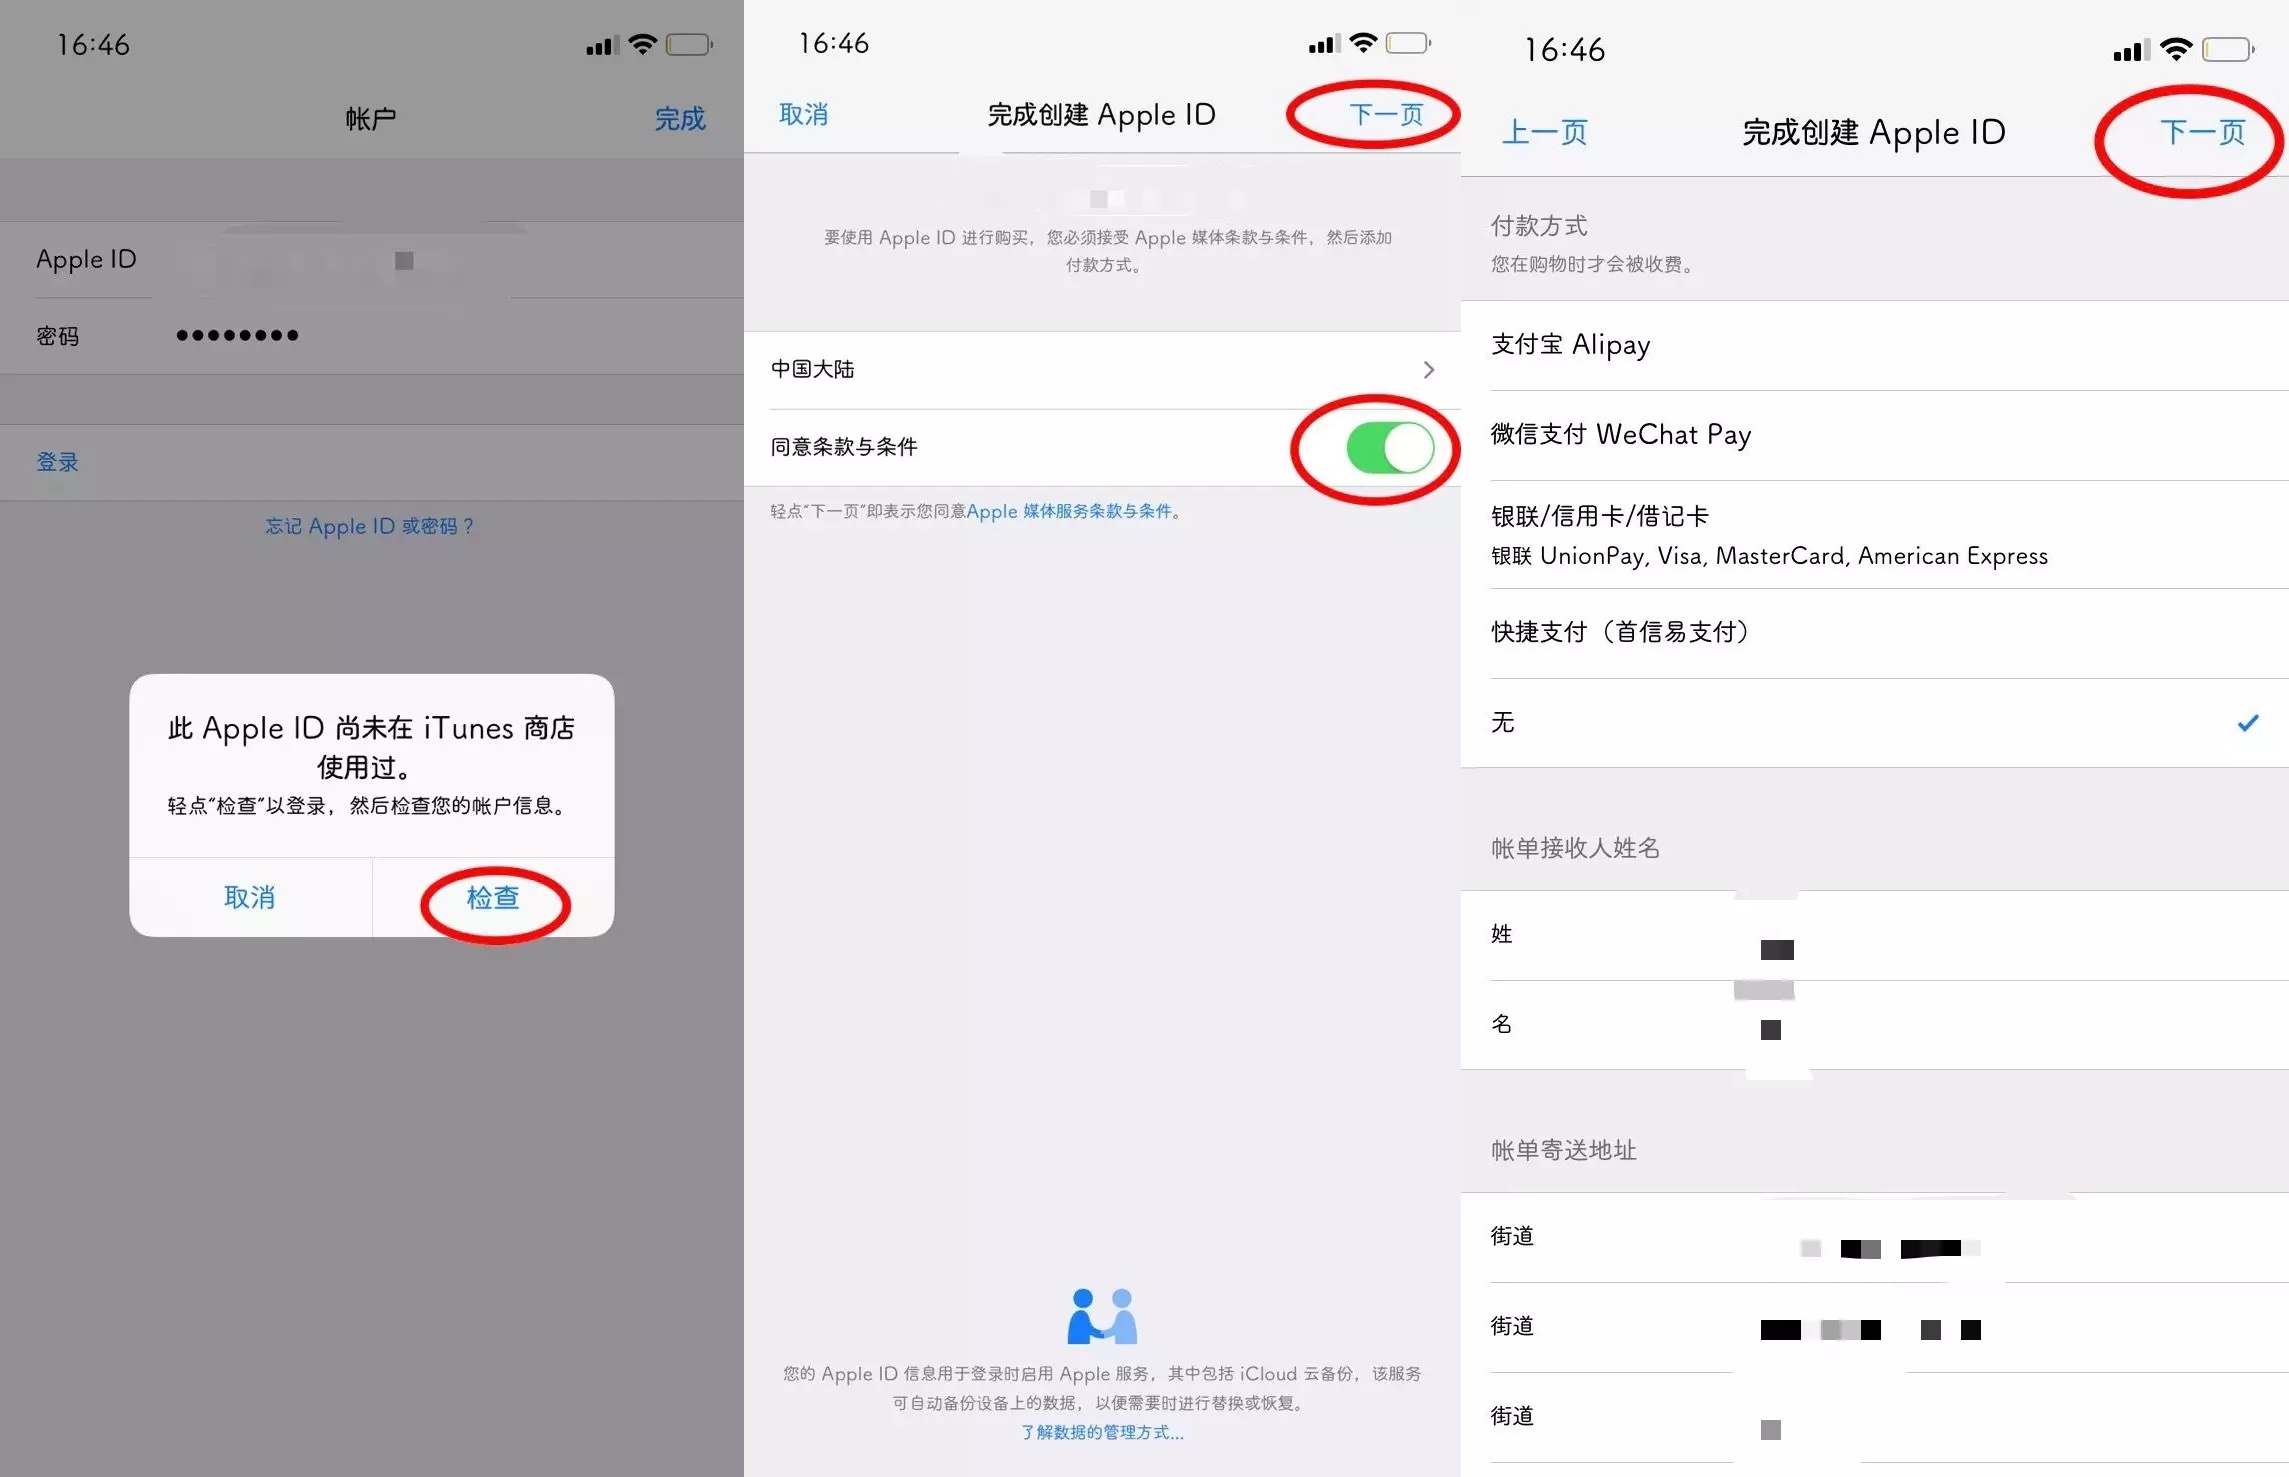 16:46
帐户
完成
Apple ID
密码
登录
忘记 Apple ID 或密码？
此 Apple ID 尚未在 iTunes 商店
使用过。
轻点“检查”以登录，然后检查您的帐户信息。
取消
检查
16:46
取消
完成创建 Apple ID
下一页
要使用 Apple ID 进行购买，您必须接受 Apple 媒体条款与条件，然后添加
付款方式。
中国大陆
同意条款与条件
轻点“下一页”即表示您同意Apple 媒体服务条款与条件。
您的 Apple ID 信息用于登录时启用 Apple 服务，其中包括 iCloud 云备份，该服务
可自动备份设备上的数据，以便需要时进行替换或恢复。
了解数据的管理方式...
16:46
上一页
完成创建 Apple ID
下一页
付款方式
您在购物时才会被收费。
支付宝 Alipay
微信支付 WeChat Pay
银联/信用卡/借记卡
银联 UnionPay, Visa, MasterCard, American Express
快捷支付（首信易支付）
无
帐单接收人姓名
姓
名
帐单寄送地址
街道
街道
街道